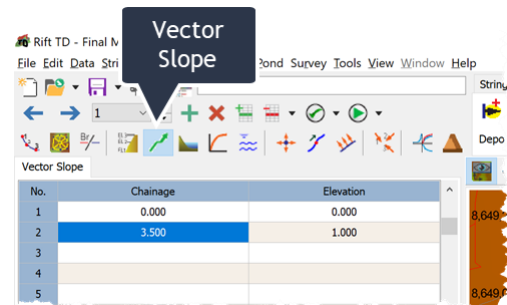 Vector
Slope
Rift TD - Final M
File Edit Data Stri Pond Survey Tools View Window Help
String
1
Br/-
Depo
Vector Slope
No. Chainage Elevation
1 0.000 0.000
2 3.500 1.000
3
4
5
8,649,
8,649,